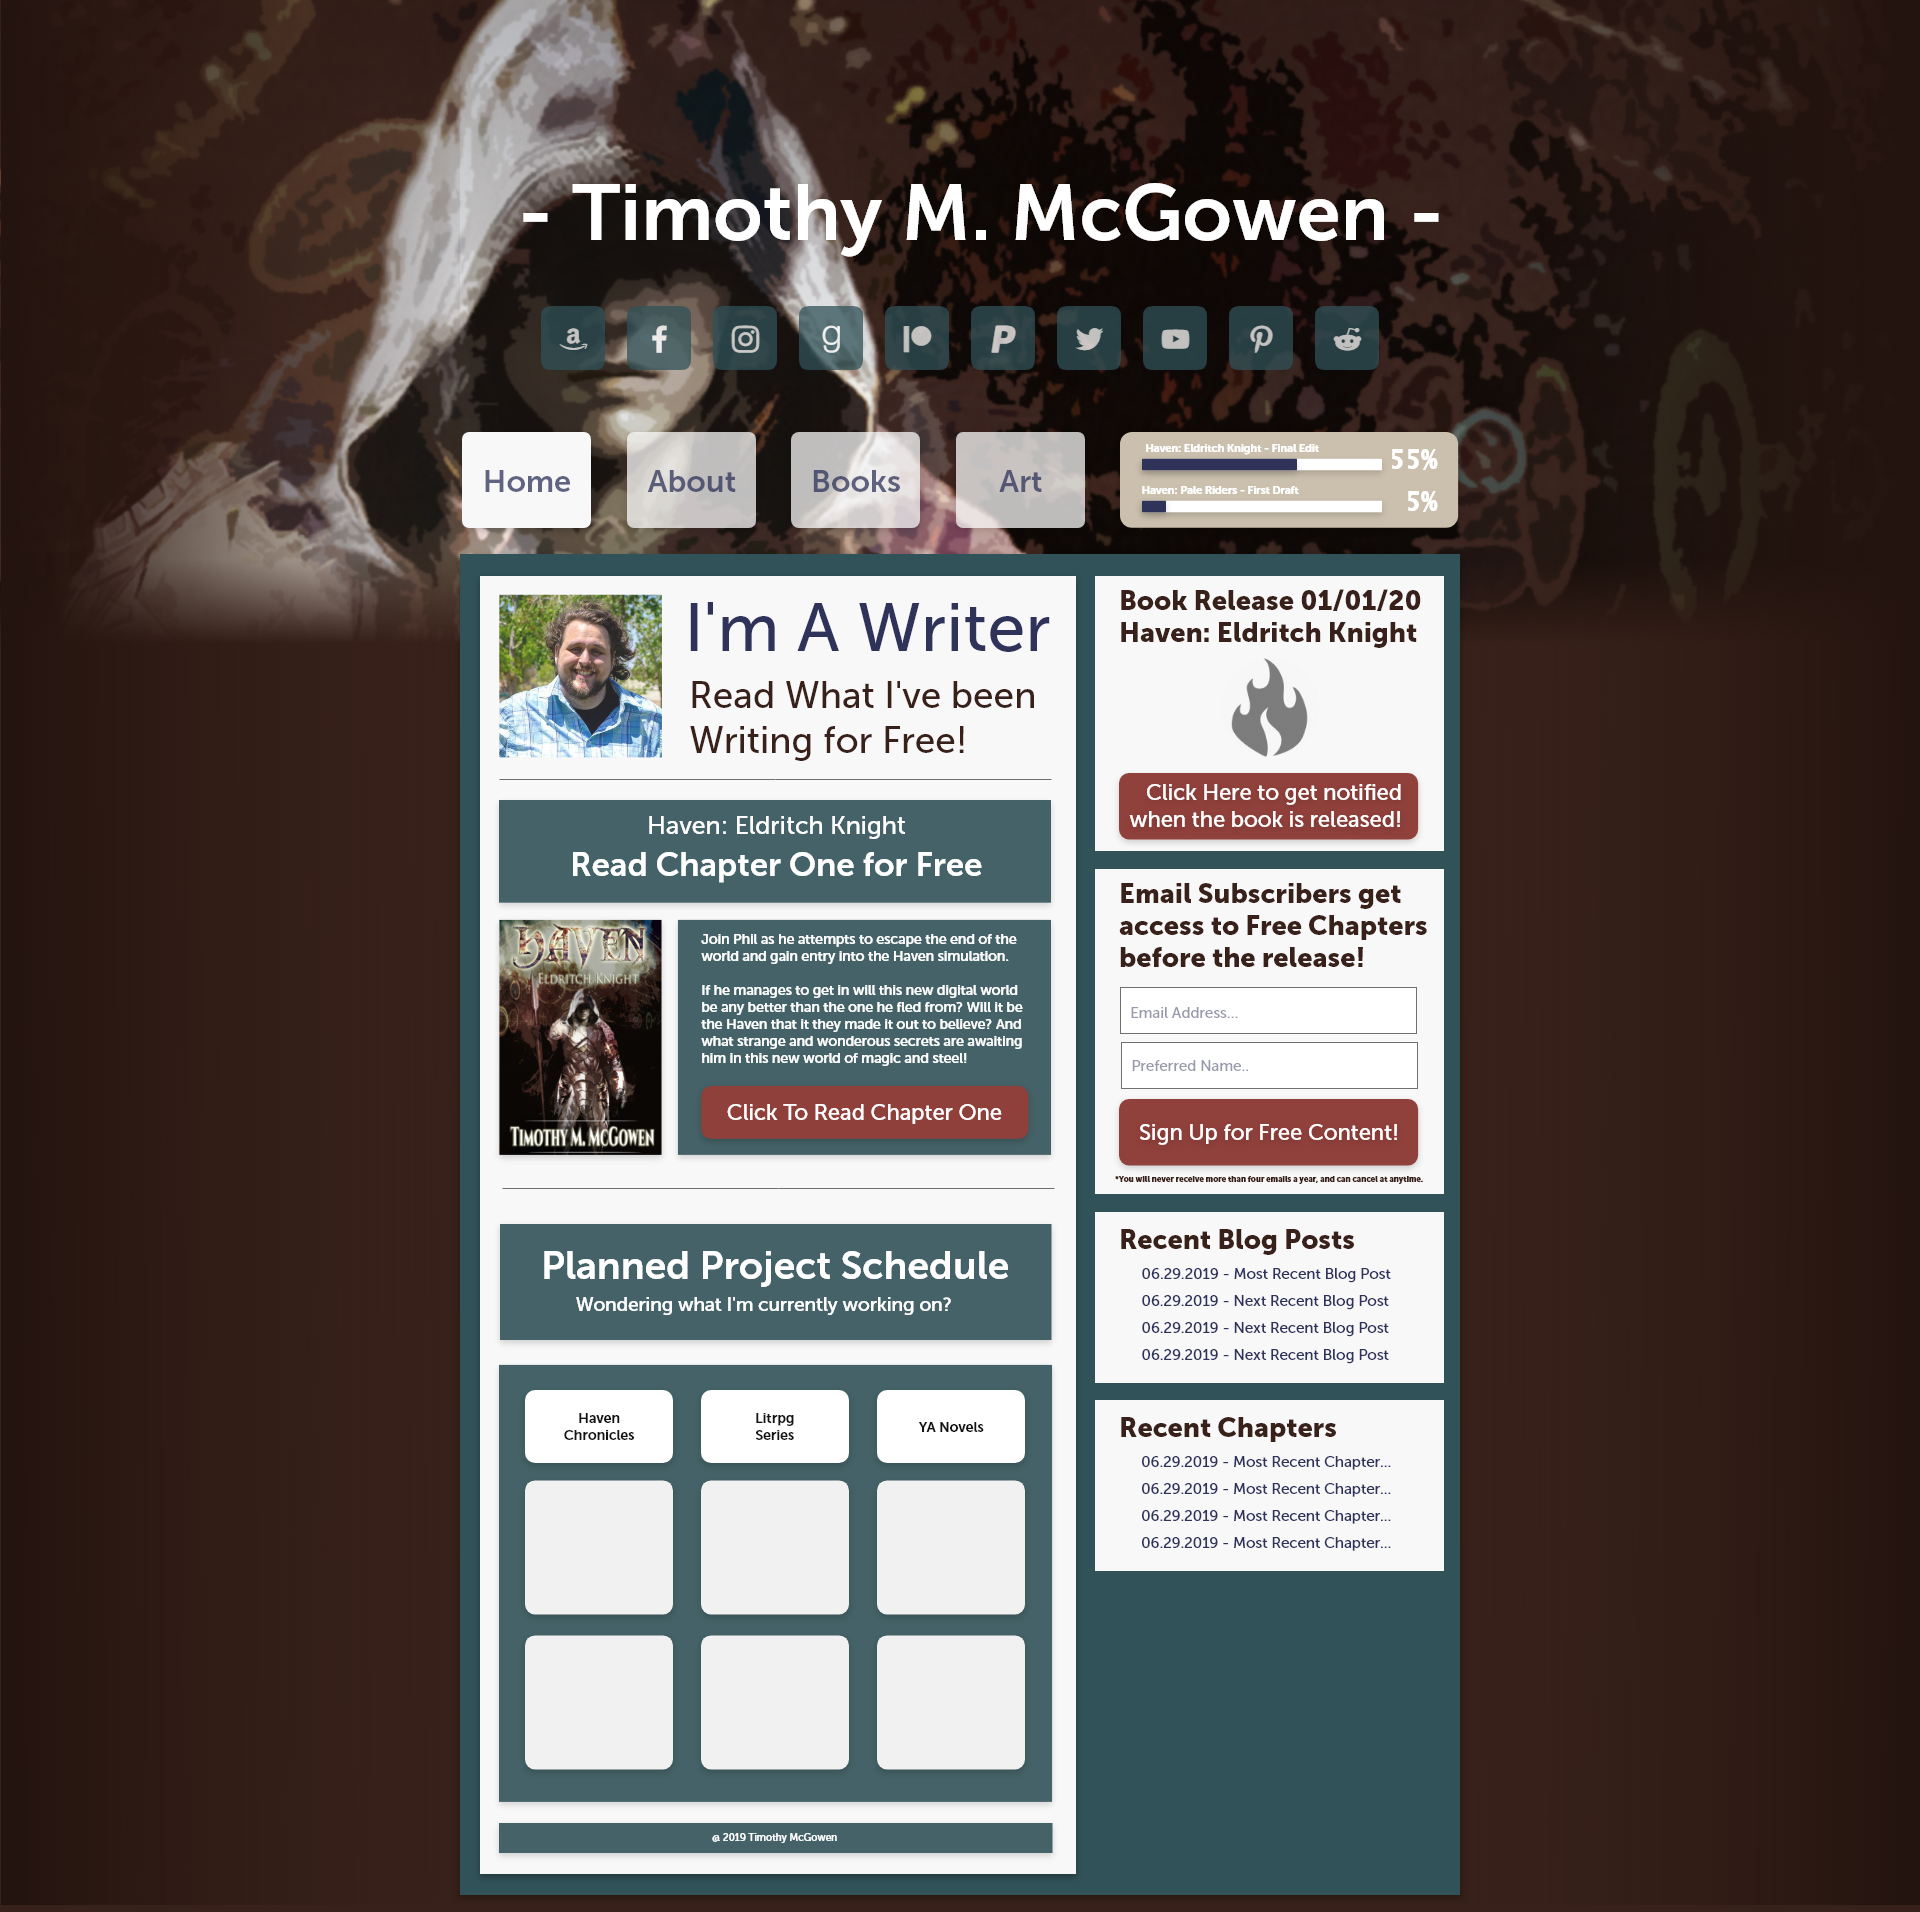 - Timothy M. McGowen -
Home
About
Books
Art
Haven: Eldritch Knight - Final Edit
55%
Haven: Pale Riders - First Draft
5%
I'm A Writer
Read What I've been
Writing for Free!
Haven: Eldritch Knight
Read Chapter One for Free
HAVEN
ELDRITCH KNIGHT
TIMOTHY M. MCGOWEN
Join Phil as he attempts to escape the end of the
world and gain entry into the Haven simulation.
If he manages to get in will this new digital world
be any better than the one he fled from? Will it be
the Haven that it they made it out to believe? And
what strange and wonderous secrets are awaiting
him in this new world of magic and steel!
Click To Read Chapter One
Planned Project Schedule
Wondering what I'm currently working on?
Haven
Chronicles
Litrpg
Series
YA Novels
@ 2019 Timothy McGowen
Book Release 01/01/20
Haven: Eldritch Knight
Click Here to get notified
when the book is released!
Email Subscribers get
access to Free Chapters
before the release!
Email Address...
Preferred Name..
Sign Up for Free Content!
*You will never receive more than four emails a year, and can cancel at anytime.
Recent Blog Posts
06.29.2019 - Most Recent Blog Post
06.29.2019 - Next Recent Blog Post
06.29.2019 - Next Recent Blog Post
06.29.2019 - Next Recent Blog Post
Recent Chapters
06.29.2019 - Most Recent Chapter...
06.29.2019 - Most Recent Chapter...
06.29.2019 - Most Recent Chapter...
06.29.2019 - Most Recent Chapter...